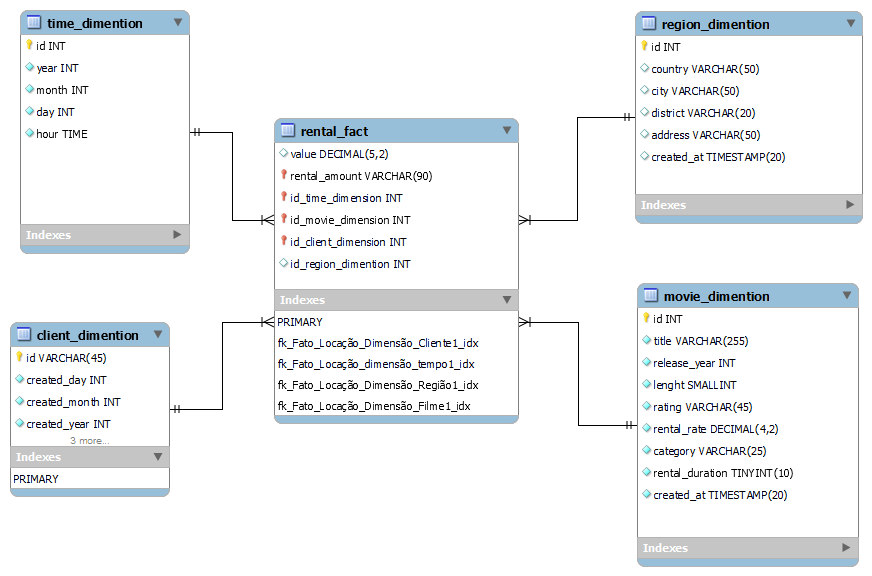 time_dimention
id INT
year INT
month INT
day INT
hour TIME
Indexes
region_dimention
id INT
country VARCHAR(50)
city VARCHAR(50)
district VARCHAR(20)
address VARCHAR(50)
created_at TIMESTAMP(20)
Indexes
rental_fact
value DECIMAL(5,2)
rental_amount VARCHAR(90)
id_time_dimension INT
id_movie_dimension INT
id_client_dimension INT
id_region_dimention INT
Indexes
PRIMARY
fk_Fato_Locação_Dimensão_Cliente1_idx
fk_Fato_Locação_dimensão_tempo1_idx
fk_Fato_Locação_Dimensão_Região1_idx
fk_Fato_Locação_Dimensão_Filme1_idx
client_dimention
id VARCHAR(45)
created_day INT
created_month INT
created_year INT
3 more...
Indexes
PRIMARY
movie_dimention
id INT
title VARCHAR(255)
release_year INT
lenght SMALLINT
rating VARCHAR(45)
rental_rate DECIMAL(4,2)
category VARCHAR(25)
rental_duration TINYINT(10)
created_at TIMESTAMP(20)
Indexes